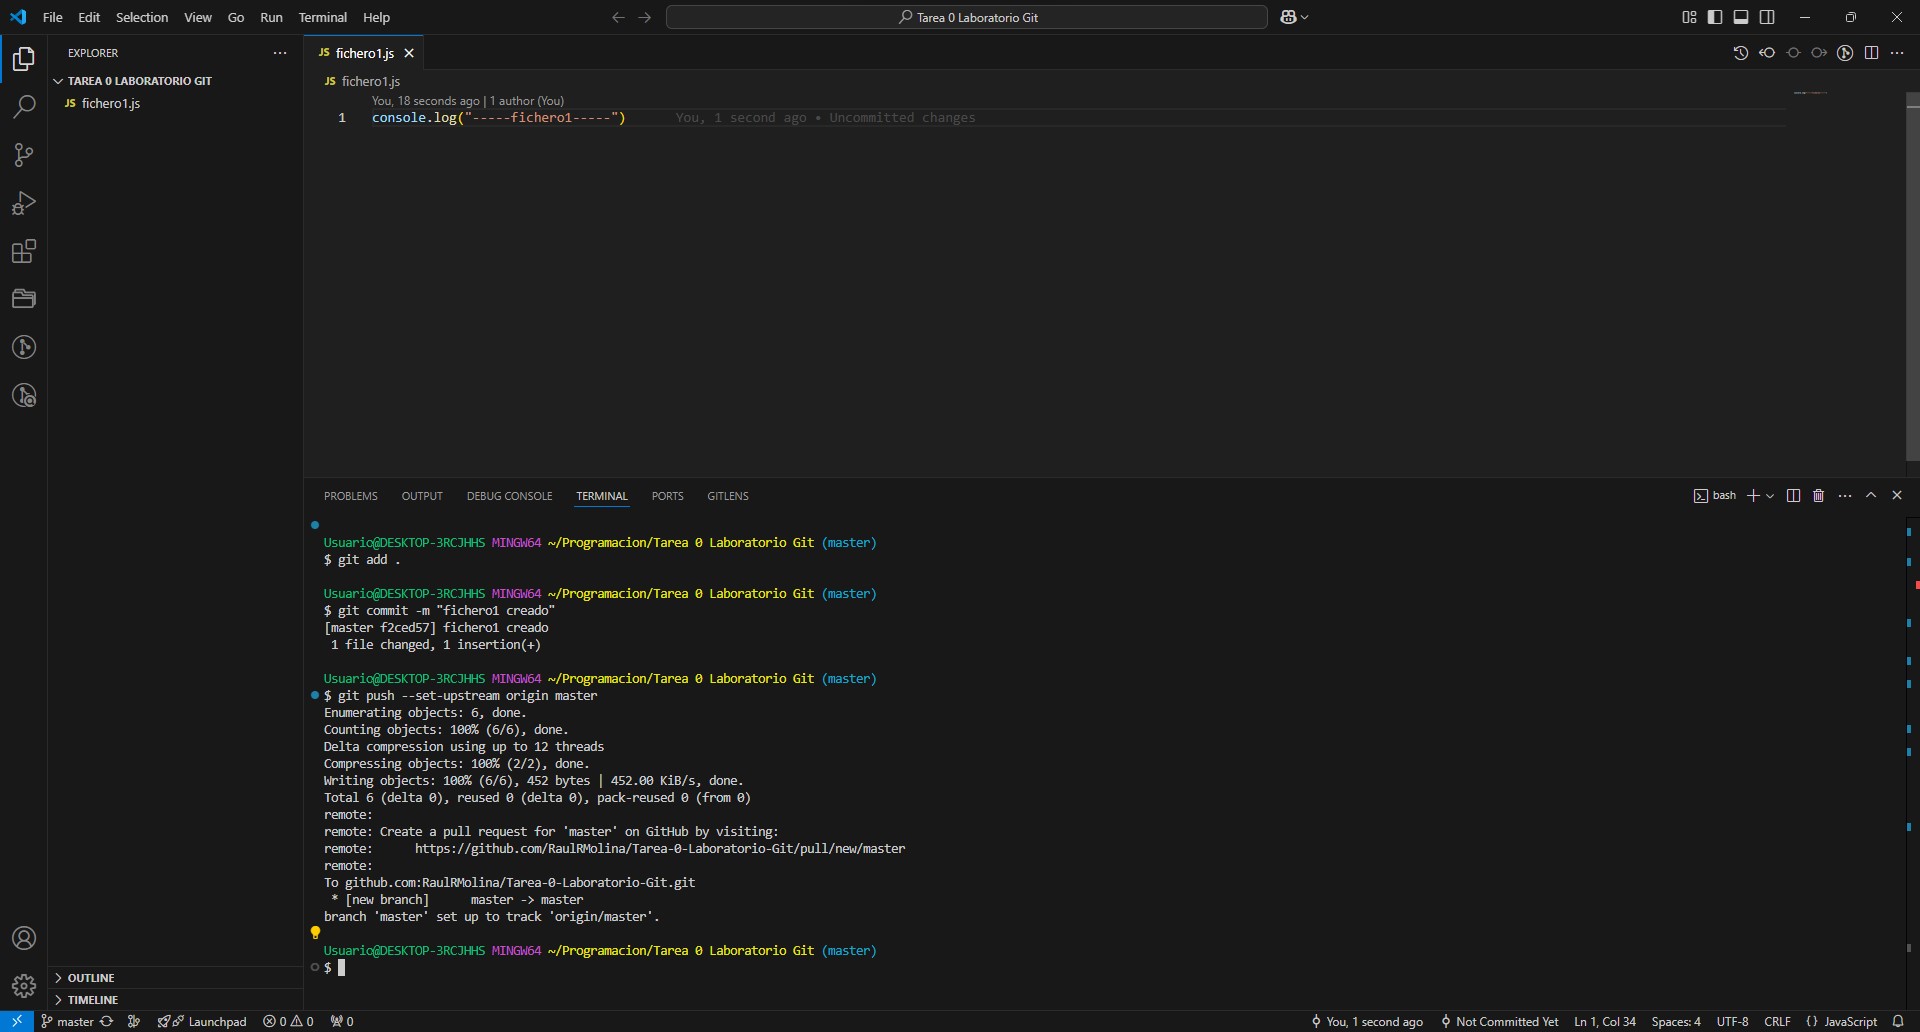 File Edit Selection View Go Run Terminal Help
Tarea 0 Laboratorio Git
EXPLORER
TAREA 0 LABORATORIO GIT
JS fichero1.js
OUTLINE
TIMELINE
JS fichero1.js
JS fichero1.js
You, 18 seconds ago | 1 author (You)
1 console.log("-----fichero1-----") You, 1 second ago • Uncommitted changes
PROBLEMS OUTPUT DEBUG CONSOLE TERMINAL PORTS GITLENS
bash
Usuario@DESKTOP-3RCJHHS MINGW64 ~/Programacion/Tarea 0 Laboratorio Git (master)
$ git add .
Usuario@DESKTOP-3RCJHHS MINGW64 ~/Programacion/Tarea 0 Laboratorio Git (master)
$ git commit -m "fichero1 creado"
[master f2ced57] fichero1 creado
1 file changed, 1 insertion(+)
Usuario@DESKTOP-3RCJHHS MINGW64 ~/Programacion/Tarea 0 Laboratorio Git (master)
$ git push --set-upstream origin master
Enumerating objects: 6, done.
Counting objects: 100% (6/6), done.
Delta compression using up to 12 threads
Compressing objects: 100% (2/2), done.
Writing objects: 100% (6/6), 452 bytes | 452.00 KiB/s, done.
Total 6 (delta 0), reused 0 (delta 0), pack-reused 0 (from 0)
remote:
remote: Create a pull request for 'master' on GitHub by visiting:
remote: https://github.com/RaulRMolina/Tarea-0-Laboratorio-Git/pull/new/master
remote:
To github.com:RaulRMolina/Tarea-0-Laboratorio-Git.git
* [new branch] master -> master
branch 'master' set up to track 'origin/master'.
Usuario@DESKTOP-3RCJHHS MINGW64 ~/Programacion/Tarea 0 Laboratorio Git (master)
$
master Launchpad 0 0 0 You, 1 second ago Not Committed Yet Ln 1, Col 34 Spaces: 4 UTF-8 CRLF {} JavaScript